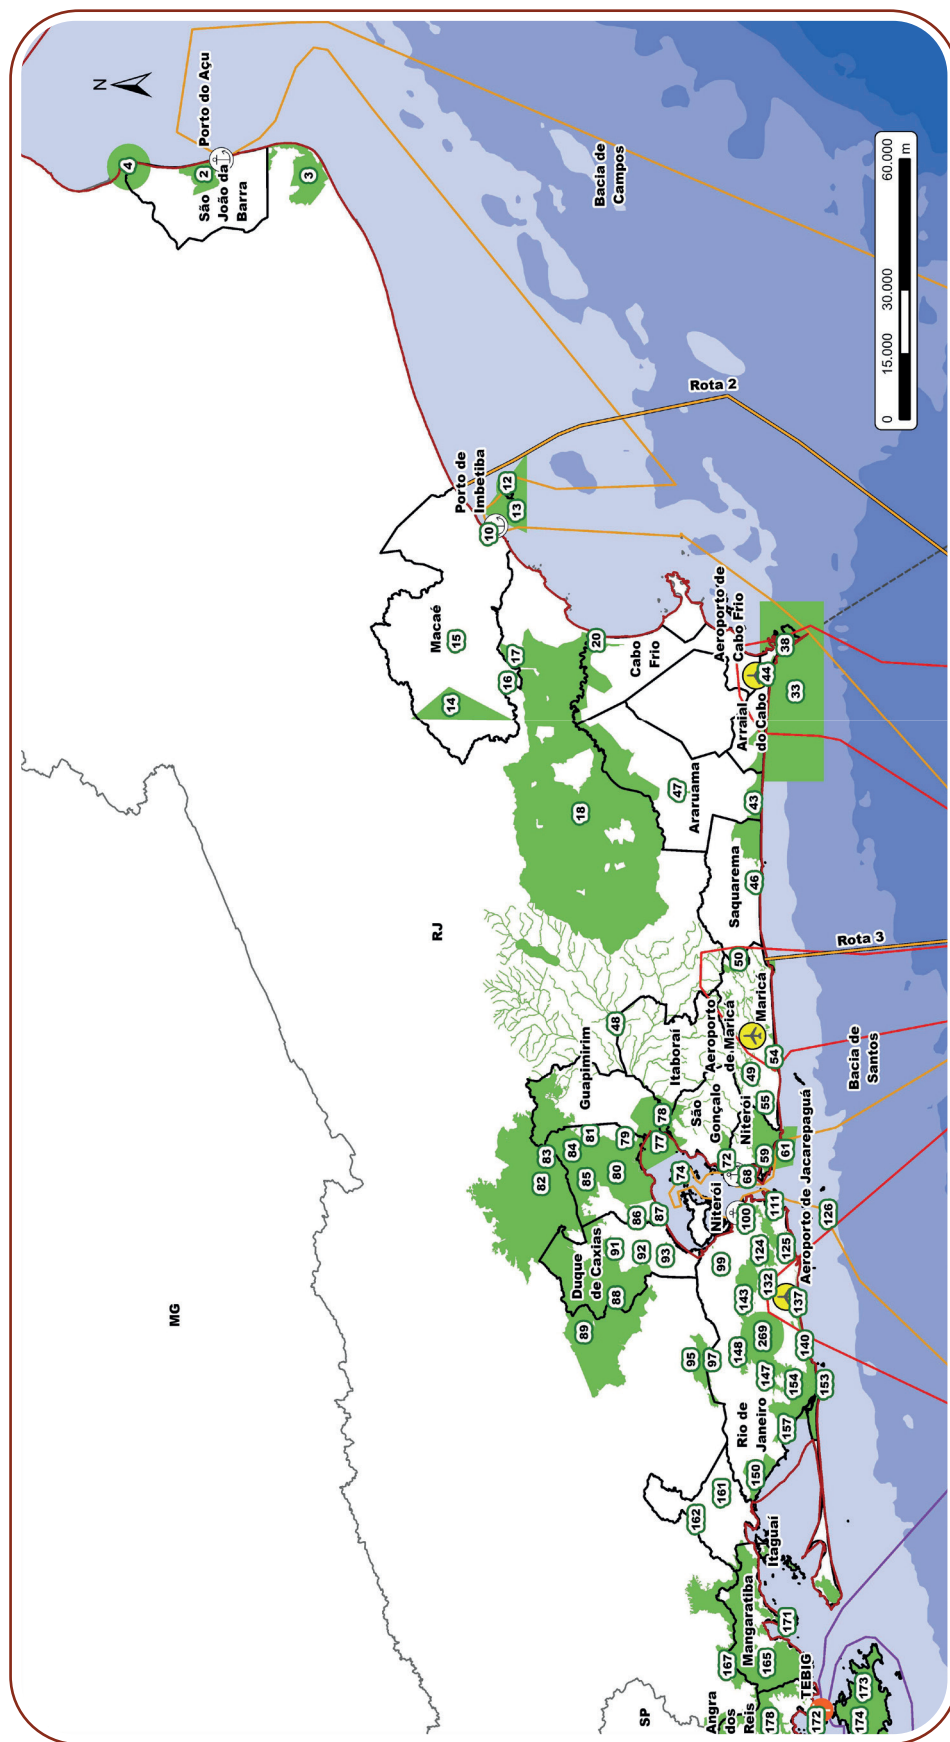 N
4
2
São
João da
Barra
Porto do Açu
3
Bacia de
Campos
0
15.000
30.000
60.000
m
Rota 2
Porto de
Imbetiba
10
12
13
Macaé
15
14
16
17
20
Cabo
Frio
Aeroporto de
Cabo Frio
Arraial
do Cabo
44
38
33
18
47
Araruama
43
Saquarema
46
MG
RJ
SP
50
Rota 3
48
Guapimirim
Itaboraí
Aeroporto
de Maricá
Maricá
49
54
55
São
Gonçalo
Niterói
Bacia de
Santos
78
77
79
81
84
83
82
85
80
72
74
68
59
61
Niterói
86
87
100
111
126
Aeroporto de Jacarepaguá
Duque
de Caxias
91
92
93
88
89
99
124
125
132
137
143
95
97
148
269
147
140
154
153
Rio de
Janeiro
157
150
161
162
Itaguaí
Mangaratiba
171
167
165
TEBIG
Angra
dos
Reis
178
172
173
174